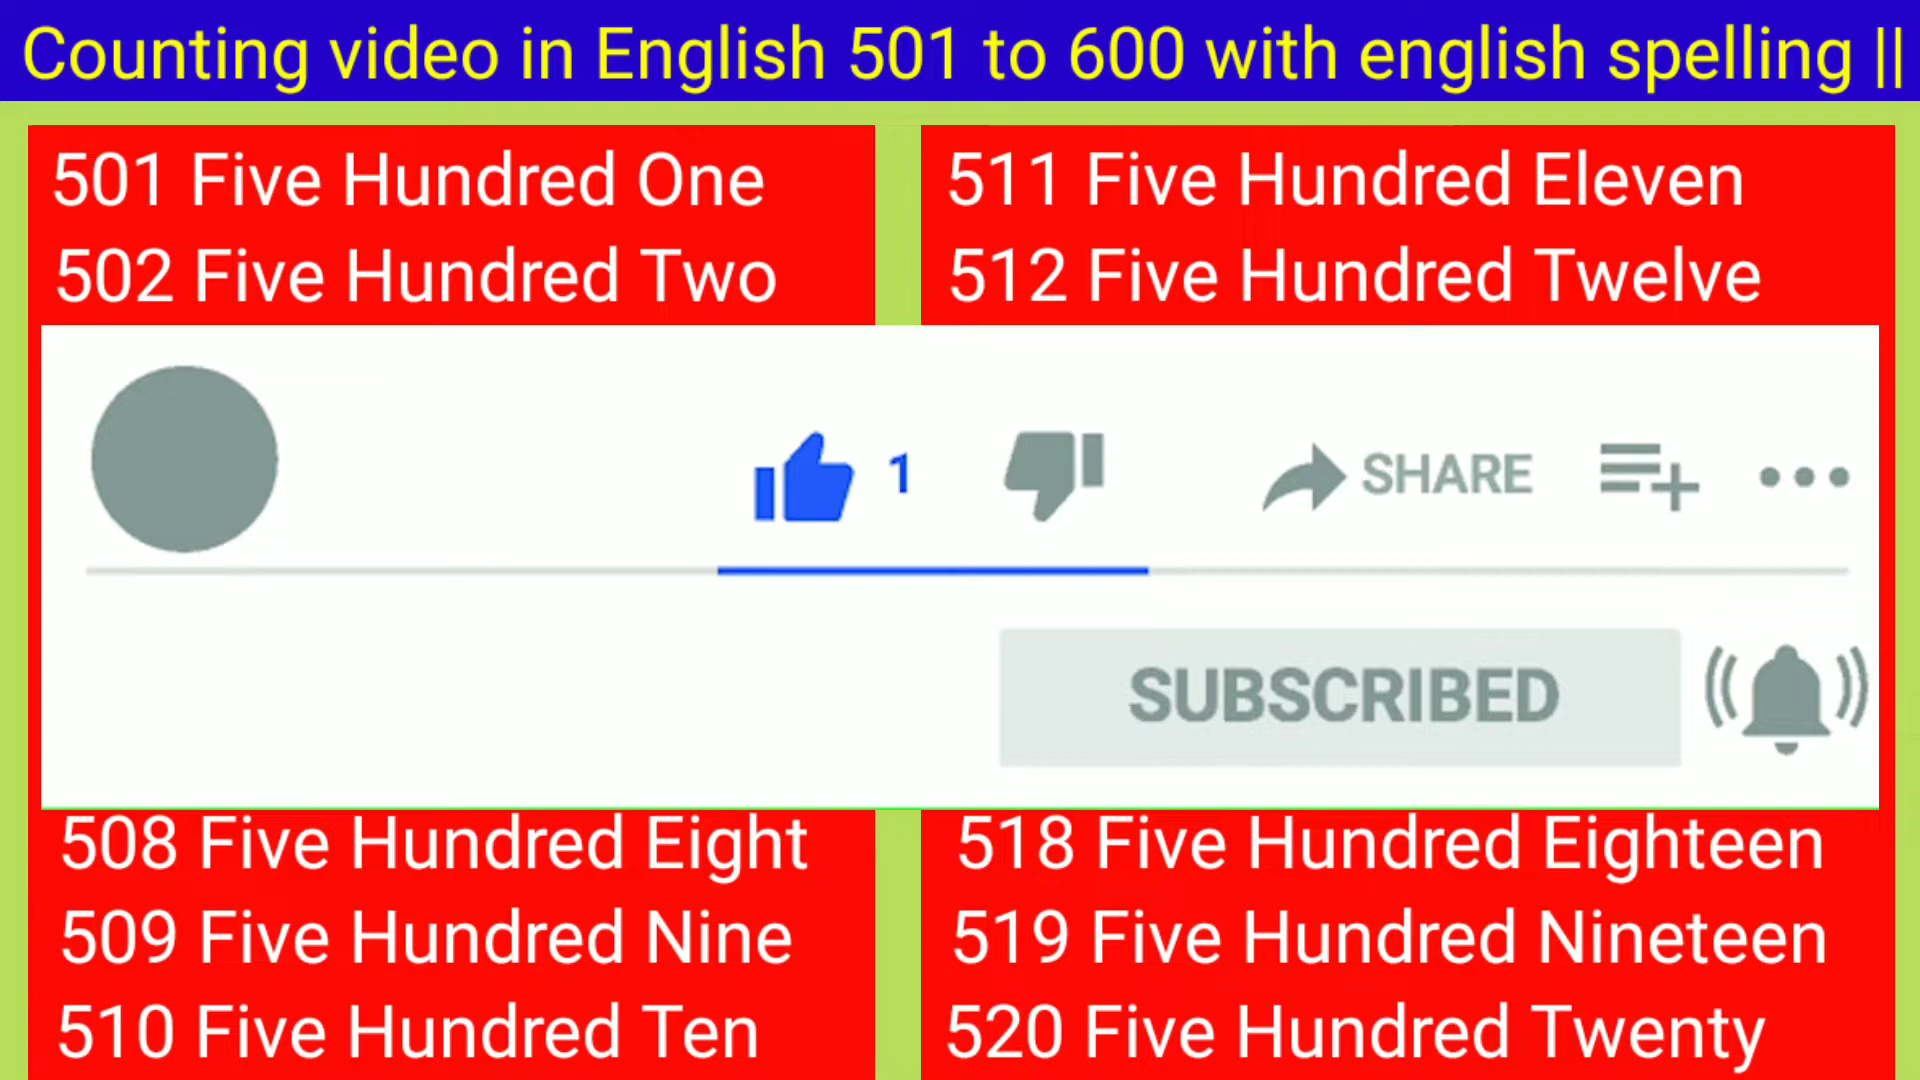 Counting video in English 501 to 600 with english spelling ||
501 Five Hundred One
502 Five Hundred Two
511 Five Hundred Eleven
512 Five Hundred Twelve
1
SHARE
SUBSCRIBED
508 Five Hundred Eight
509 Five Hundred Nine
510 Five Hundred Ten
518 Five Hundred Eighteen
519 Five Hundred Nineteen
520 Five Hundred Twenty